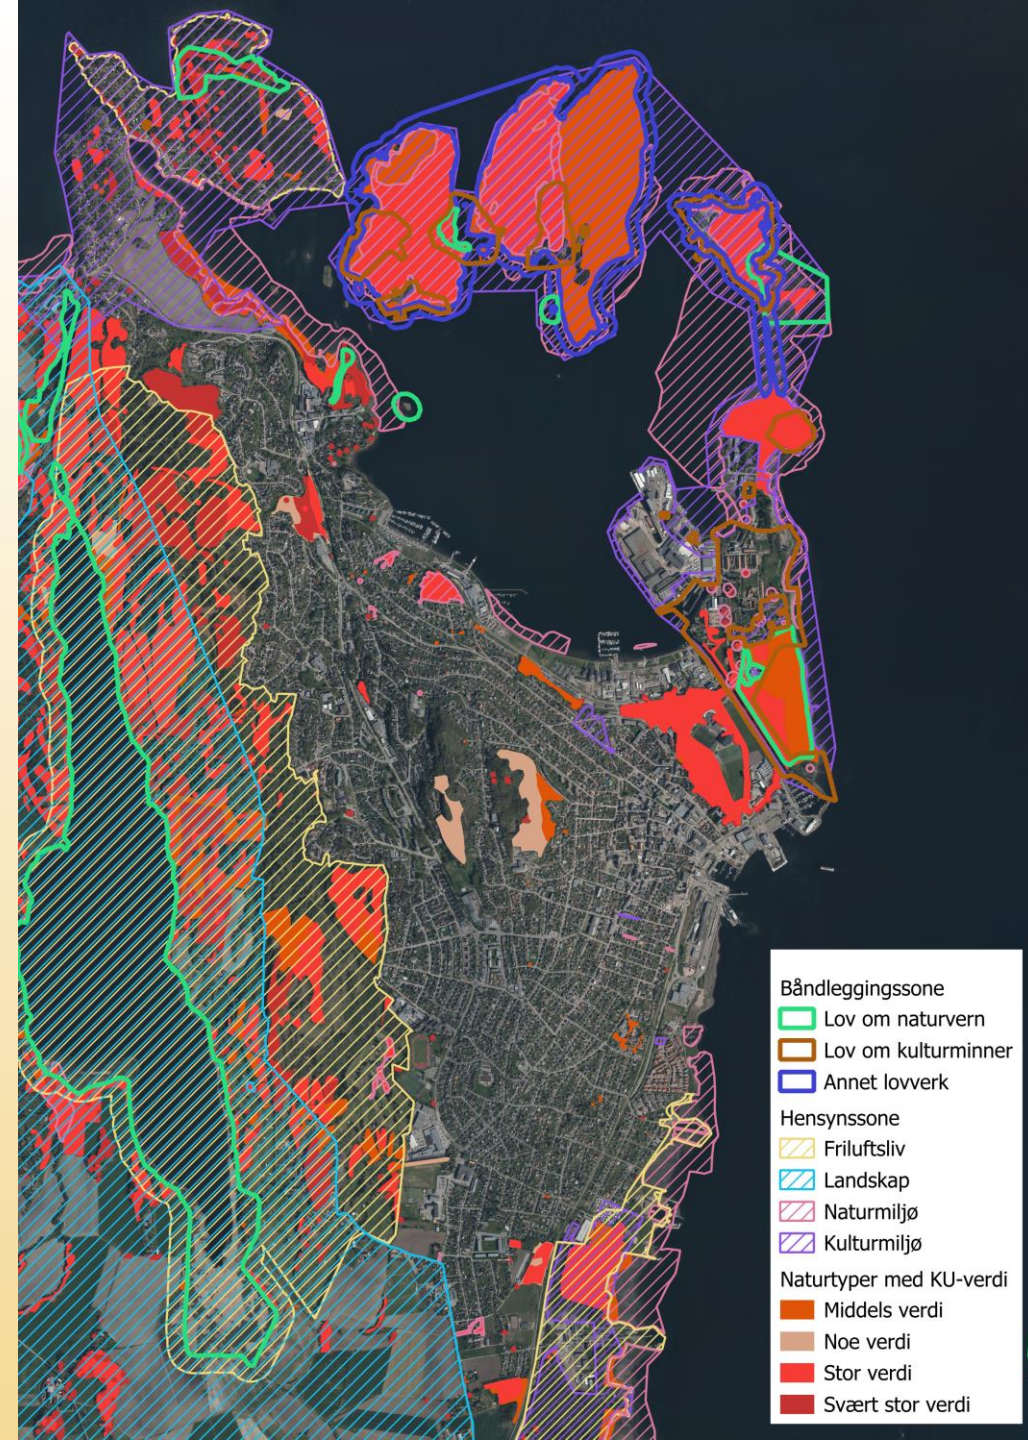 Båndleggingssone
Lov om naturvern
Lov om kulturminner
Annet lovverk
Hensynssone
Friluftsliv
Landskap
Naturmiljø
Kulturmiljø
Naturtyper med KU-verdi
Middels verdi
Noe verdi
Stor verdi
Svært stor verdi